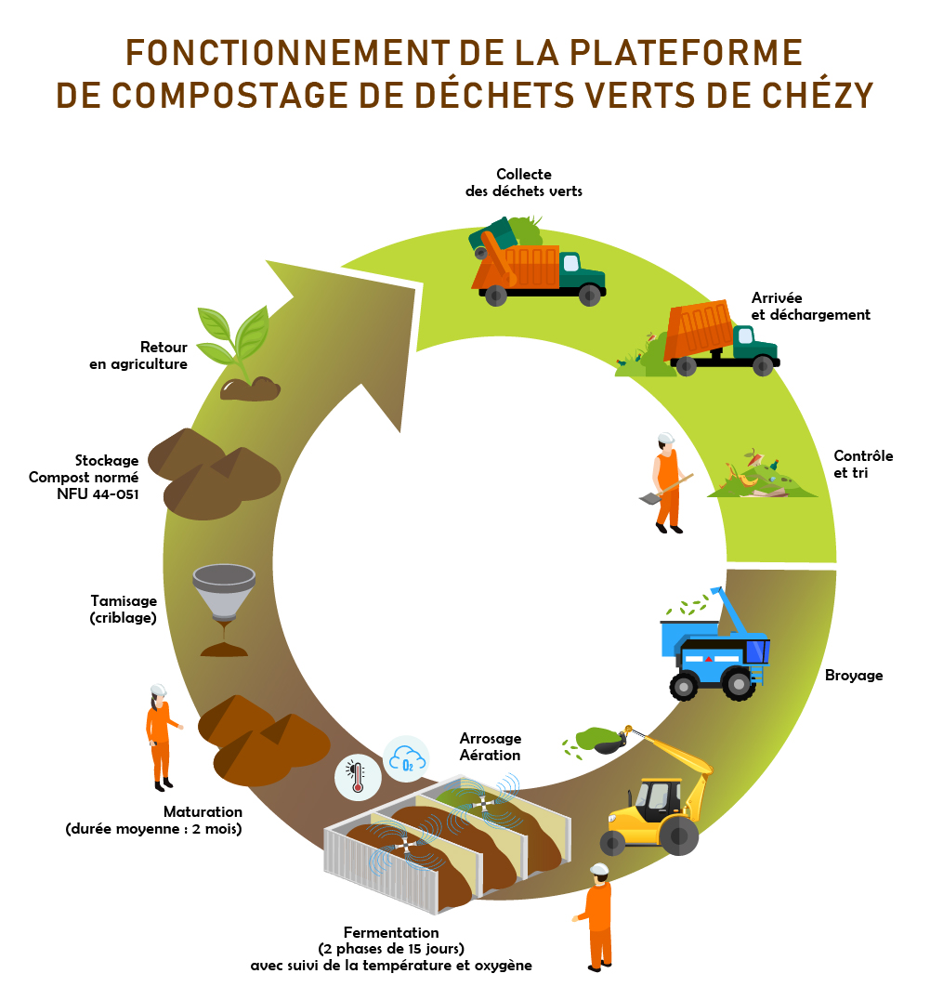 FONCTIONNEMENT DE LA PLATEFORME
DE COMPOSTAGE DE DÉCHETS VERTS DE CHÉZY
Collecte
des déchets verts
Arrivée
et déchargement
Contrôle
et tri
Broyage
Arrosage
Aération
O2
Fermentation
(2 phases de 15 jours)
avec suivi de la température et oxygène
Maturation
(durée moyenne : 2 mois)
Tamisage
(criblage)
Stockage
Compost normé
NFU 44-051
Retour
en agriculture